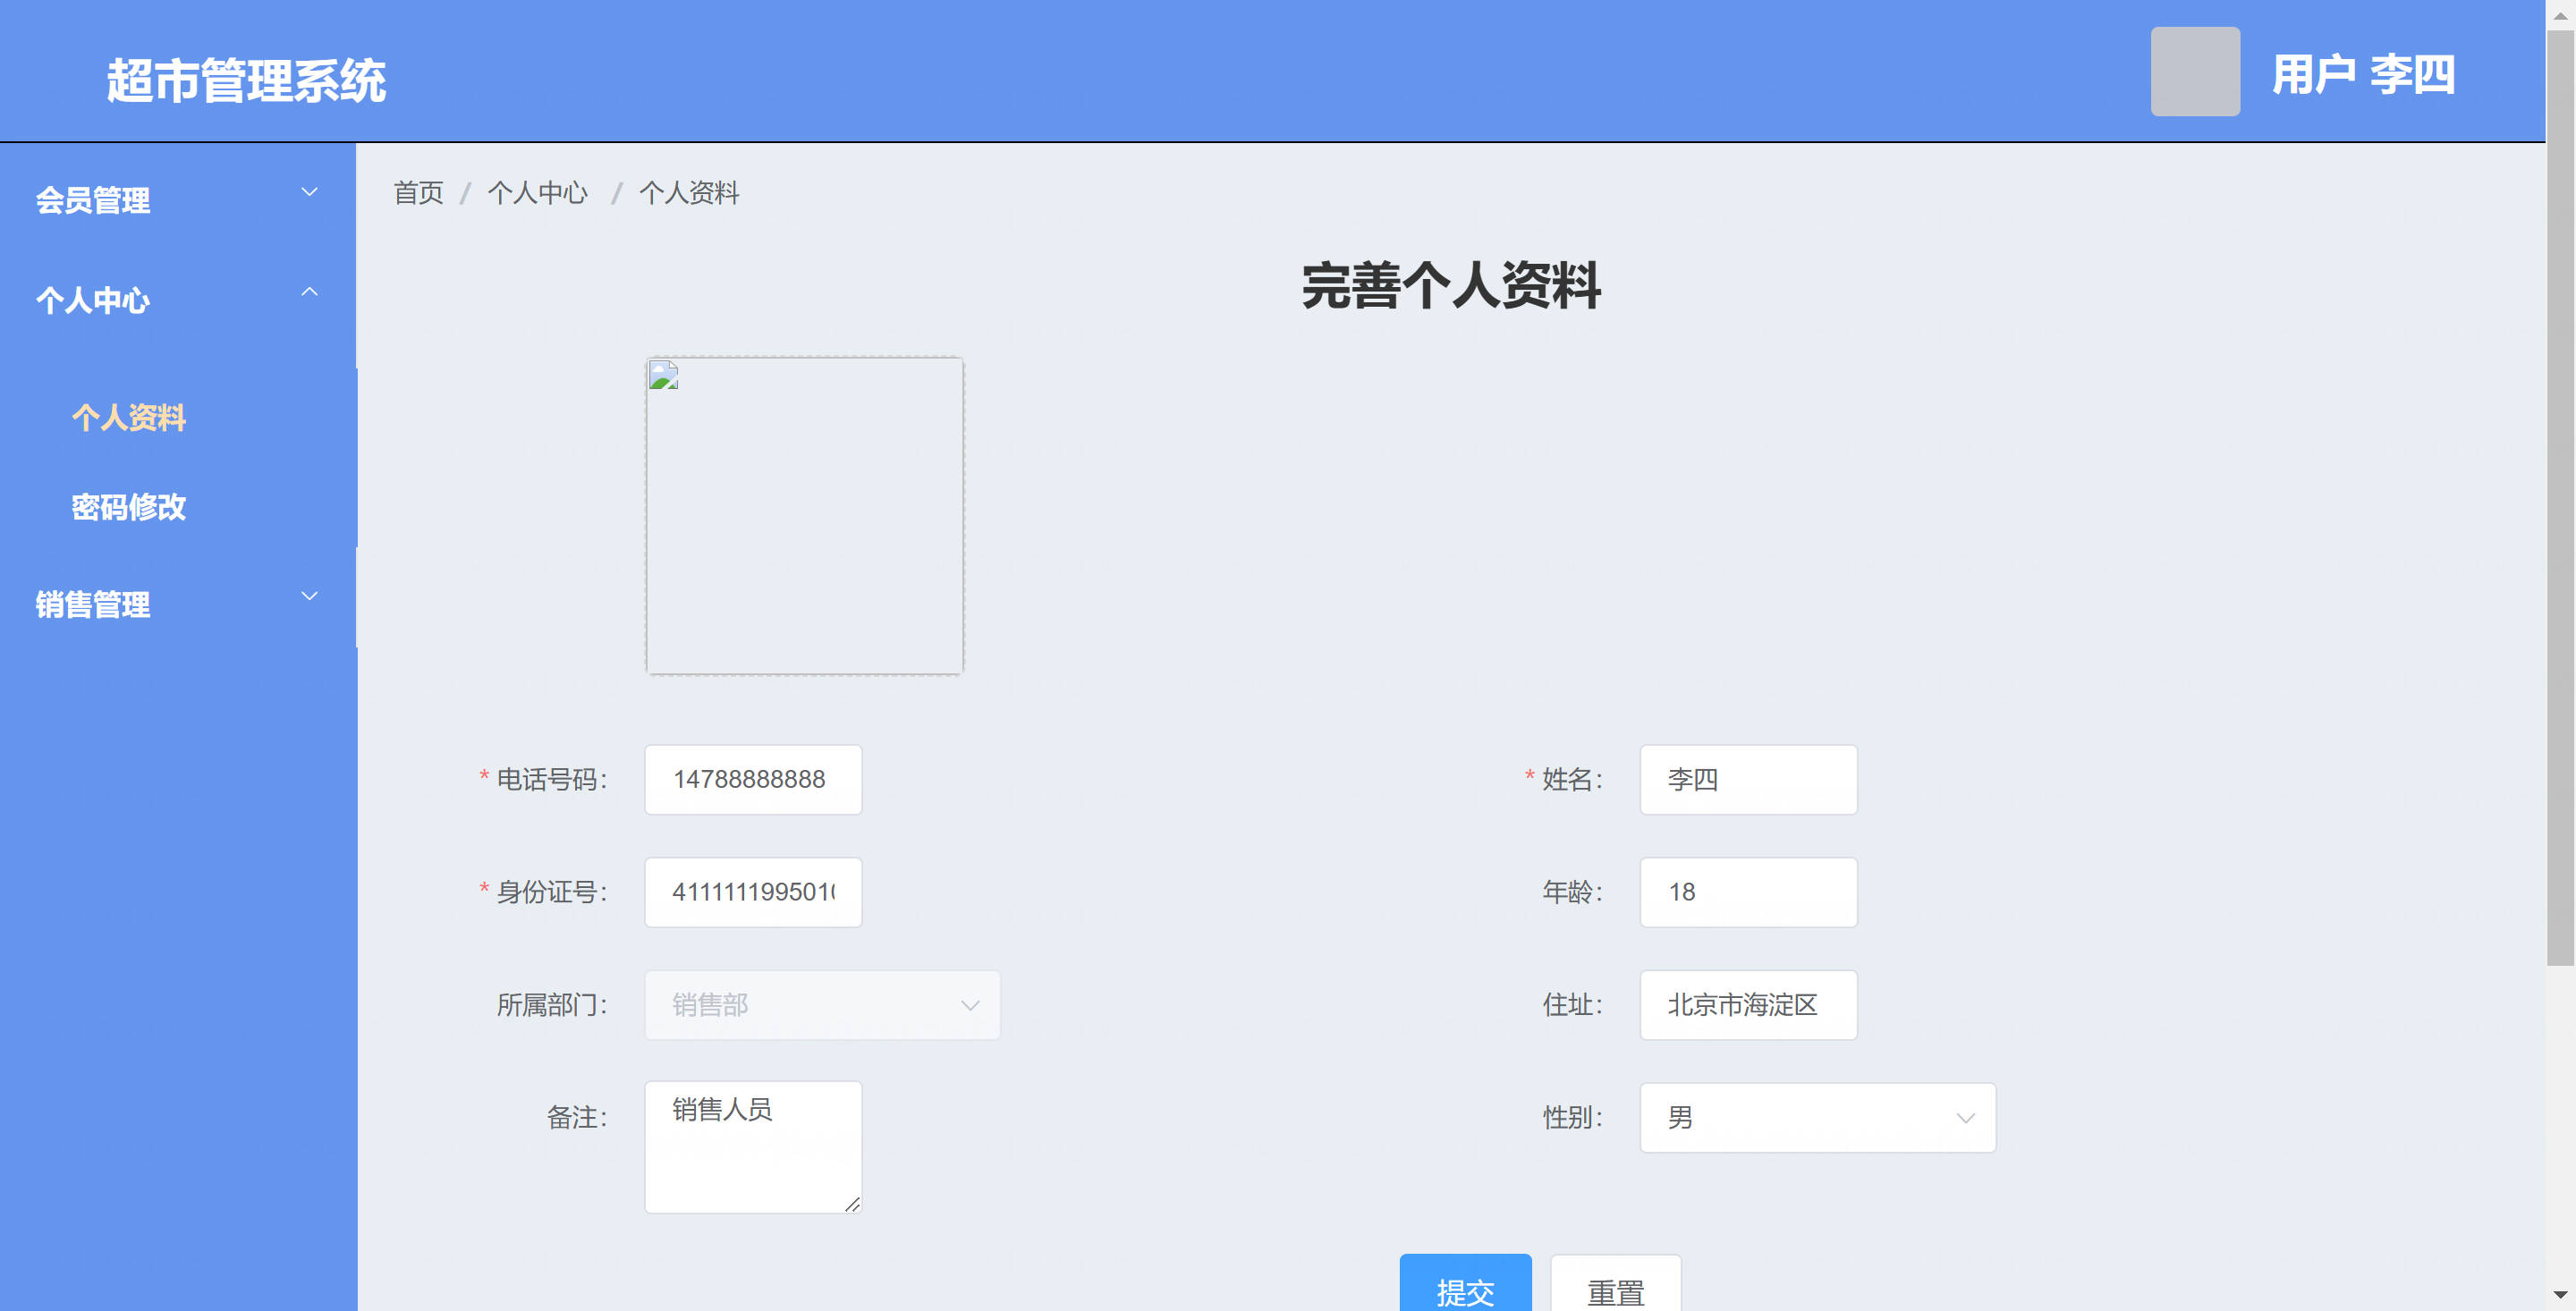 超市管理系统
用户 李四
会员管理
个人中心
个人资料
密码修改
销售管理
首页 / 个人中心 / 个人资料
完善个人资料
* 电话号码： 14788888888
* 姓名： 李四
* 身份证号： 411111199501
年龄： 18
所属部门： 销售部
住址： 北京市海淀区
备注： 销售人员
性别： 男
提交
重置